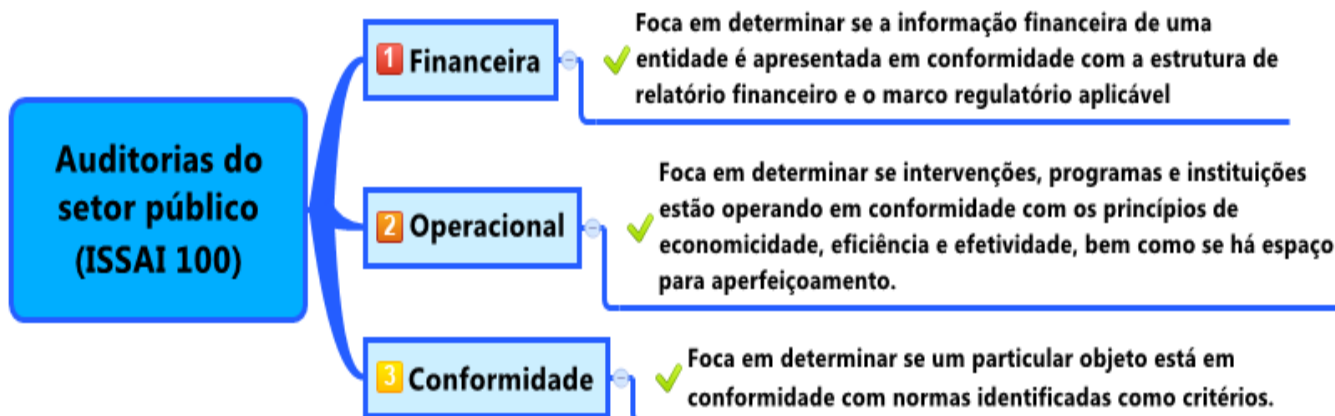 Auditorias do
setor público
(ISSAI 100)
1 Financeira
Foca em determinar se a informação financeira de uma
entidade é apresentada em conformidade com a estrutura de
relatório financeiro e o marco regulatório aplicável
2 Operacional
Foca em determinar se intervenções, programas e instituições
estão operando em conformidade com os princípios de
economicidade, eficiência e efetividade, bem como se há espaço
para aperfeiçoamento.
3 Conformidade
Foca em determinar se um particular objeto está em
conformidade com normas identificadas como critérios.